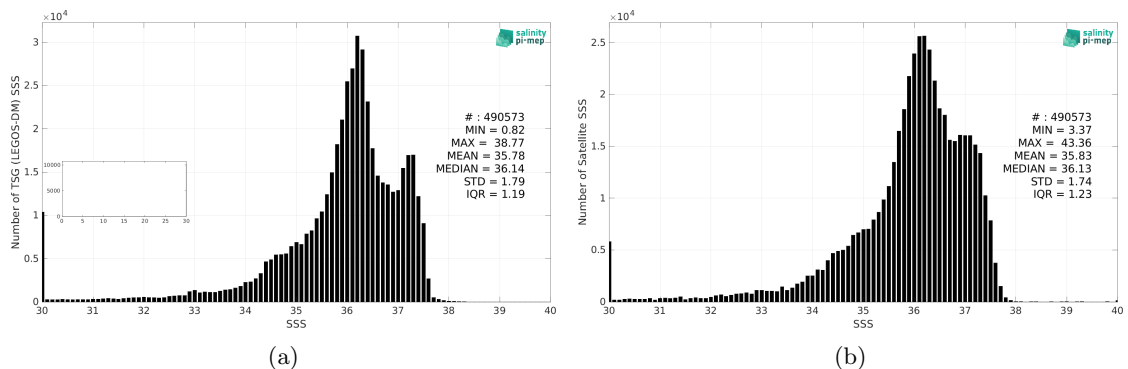 ×10⁴
3
2.5
2
1.5
1
0.5
0
Number of TSG (LEGOS-DM) SSS
10000
5000
0
0 5 10 15 20 25 30
salinity
pi-mep
# : 490573
MIN = 0.82
MAX = 38.77
MEAN = 35.78
MEDIAN = 36.14
STD = 1.79
IQR = 1.19
30 31 32 33 34 35 36 37 38 39 40
SSS
(a)
×10⁴
2.5
2
1.5
1
0.5
0
Number of Satellite SSS
salinity
pi-mep
# : 490573
MIN = 3.37
MAX = 43.36
MEAN = 35.83
MEDIAN = 36.13
STD = 1.74
IQR = 1.23
30 31 32 33 34 35 36 37 38 39 40
SSS
(b)